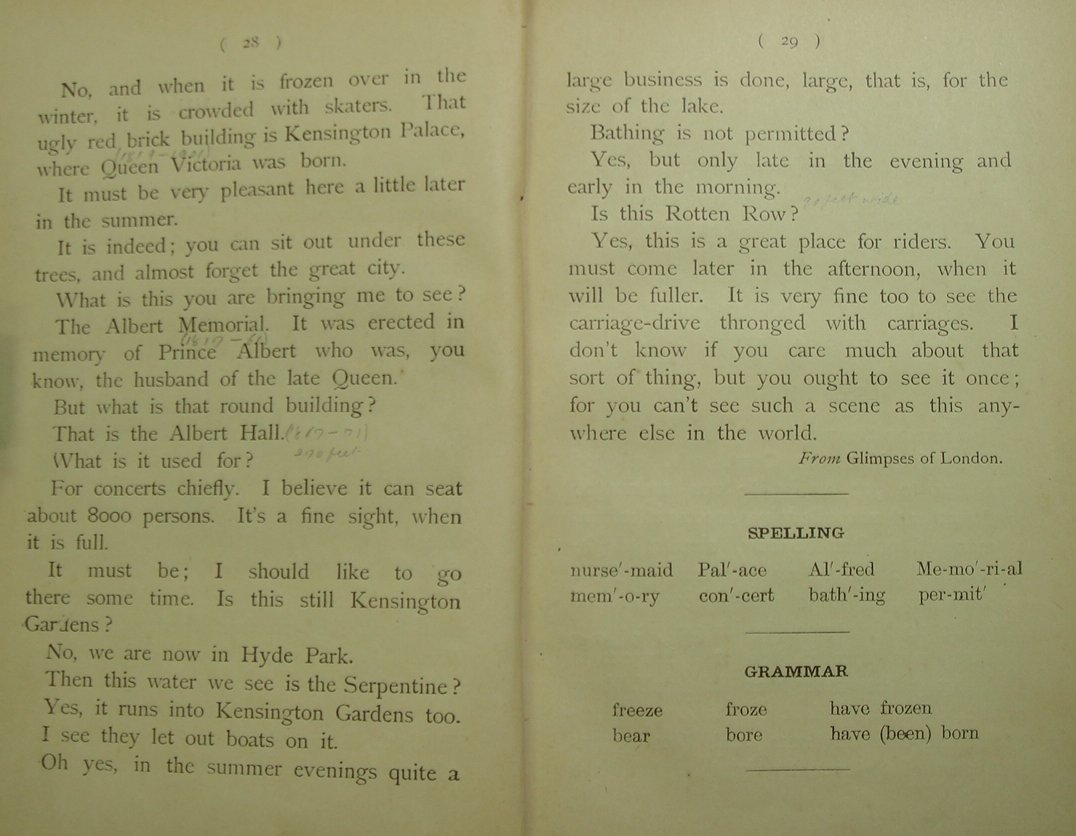 ( 28 )
No, and when it is frozen over in the
winter, it is crowded with skaters. That
ugly red brick building is Kensington Palace,
where Queen Victoria was born.
It must be very pleasant here a little later
in the summer.
It is indeed; you can sit out under these
trees, and almost forget the great city.
What is this you are bringing me to see?
The Albert Memorial. It was erected in
memory of Prince Albert who was, you
know, the husband of the late Queen.
But what is that round building?
That is the Albert Hall. (1867-71)
What is it used for?
For concerts chiefly. I believe it can seat
about 8000 persons. It's a fine sight, when
it is full.
It must be; I should like to go
there some time. Is this still Kensington
Gardens?
No, we are now in Hyde Park.
Then this water we see is the Serpentine?
Yes, it runs into Kensington Gardens too.
I see they let out boats on it.
Oh yes, in the summer evenings quite a
( 29 )
large business is done, large, that is, for the
size of the lake.
Bathing is not permitted?
Yes, but only late in the evening and
early in the morning.
90 feet wide
Is this Rotten Row?
Yes, this is a great place for riders. You
must come later in the afternoon, when it
will be fuller. It is very fine too to see the
carriage-drive thronged with carriages. I
don't know if you care much about that
sort of thing, but you ought to see it once;
for you can't see such a scene as this any-
where else in the world.
From Glimpses of London.
SPELLING
nurse'-maid Pal'-ace Al'-fred Me-mo'-ri-al
mem'-o-ry con'-cert bath'-ing per-mit'
GRAMMAR
freeze froze have frozen
bear bore have (been) born